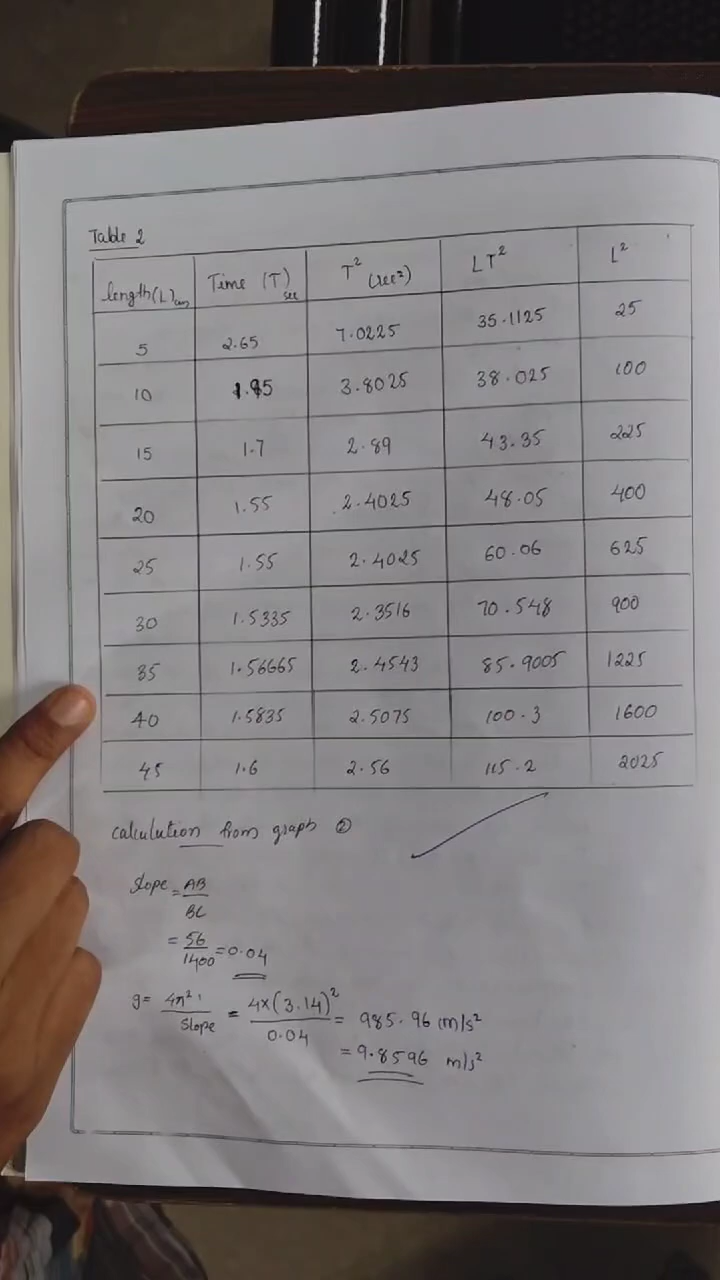 Table 2
length(L)cm Time (T) sec T² (sec²) LT² L²
5 2.65 7.0225 35.1125 25
10 1.95 3.8025 38.025 100
15 1.7 2.89 43.35 225
20 1.55 2.4025 48.05 400
25 1.55 2.4025 60.06 625
30 1.5335 2.3516 70.548 900
35 1.56665 2.4543 85.9005 1225
40 1.5835 2.5075 100.3 1600
45 1.6 2.56 115.2 2025
calculution from graph ②
slope = AB/BC
= 56/1400 = 0.04
g = 4π²/slope = 4×(3.14)²/0.04 = 985.96 cm/s²
= 9.8596 m/s²